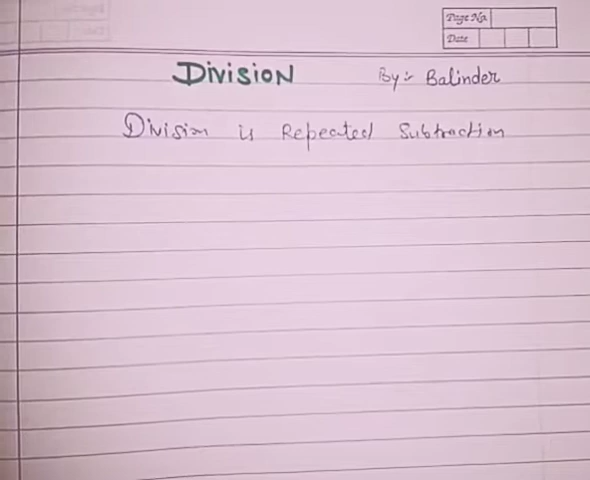 Page No.
Date
Division By:- Balinder
Division is Repeated Subtraction